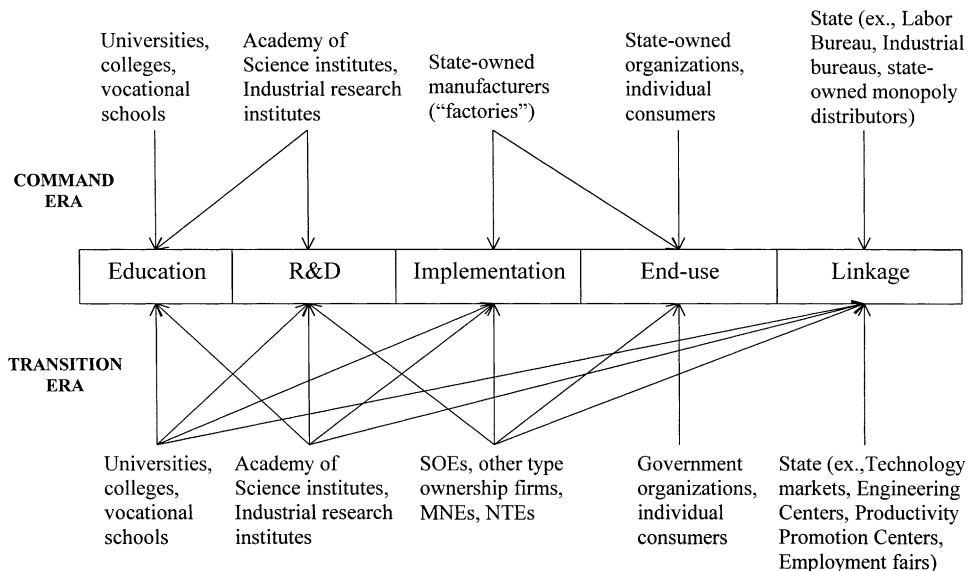 Universities,
colleges,
vocational
schools
Academy of
Science institutes,
Industrial research
institutes
State-owned
manufacturers
(“factories”)
State-owned
organizations,
individual
consumers
State (ex., Labor
Bureau, Industrial
bureaus, state-
owned monopoly
distributors)
COMMAND
ERA
Education
R&D
Implementation
End-use
Linkage
TRANSITION
ERA
Universities,
colleges,
vocational
schools
Academy of
Science institutes,
Industrial research
institutes
SOEs, other type
ownership firms,
MNEs, NTEs
Government
organizations,
individual
consumers
State (ex.,Technology
markets, Engineering
Centers, Productivity
Promotion Centers,
Employment fairs)